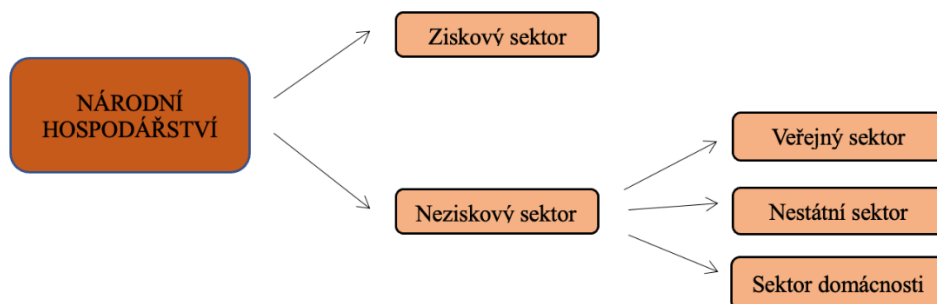 Ziskový sektor
NÁRODNÍ
HOSPODÁŘSTVÍ
Veřejný sektor
Neziskový sektor
Nestátní sektor
Sektor domácnosti